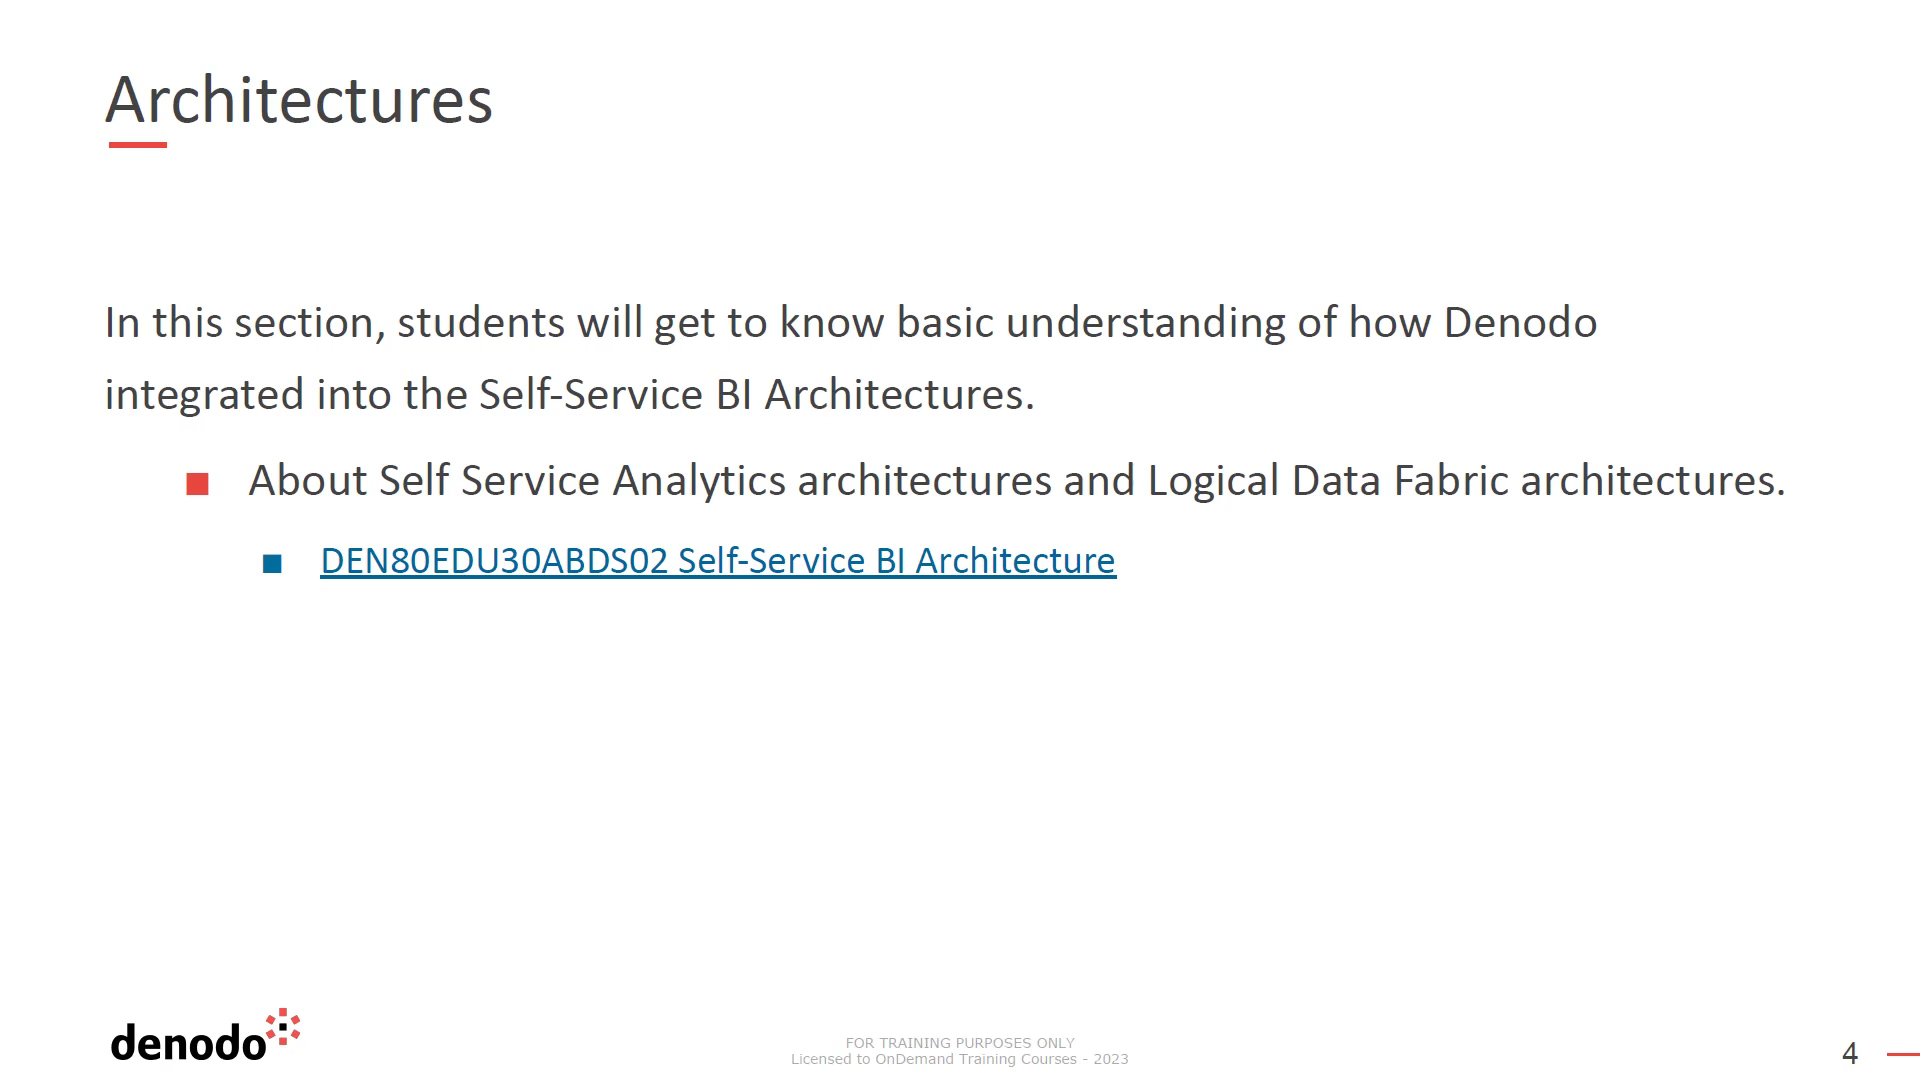 Architectures
In this section, students will get to know basic understanding of how Denodo
integrated into the Self-Service BI Architectures.
About Self Service Analytics architectures and Logical Data Fabric architectures.
DEN80EDU30ABDS02 Self-Service BI Architecture
denodo
FOR TRAINING PURPOSES ONLY
Licensed to OnDemand Training Courses - 2023
4